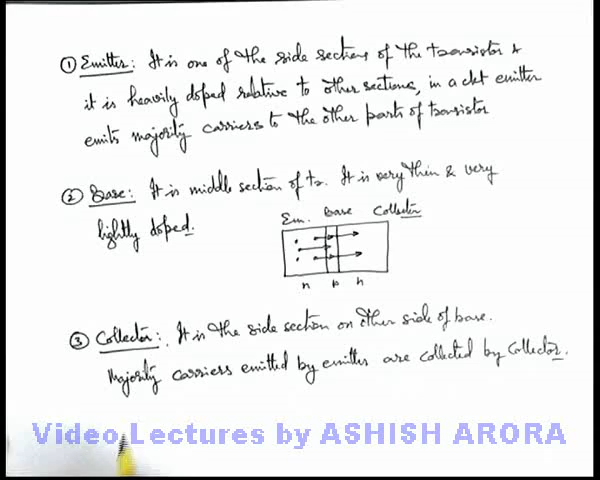 ① Emitter: It is one of the side sections of the transistor &
it is heavily doped relative to other sections, in a ckt emitter
emits majority carriers to the other parts of transistor
② Base: It is middle section of tr. It is very thin & very
lightly doped.
Em. Base Collector
n p n
③ Collector: It is the side section on other side of base.
Majority carriers emitted by emitter are collected by collector.
Video Lectures by ASHISH ARORA